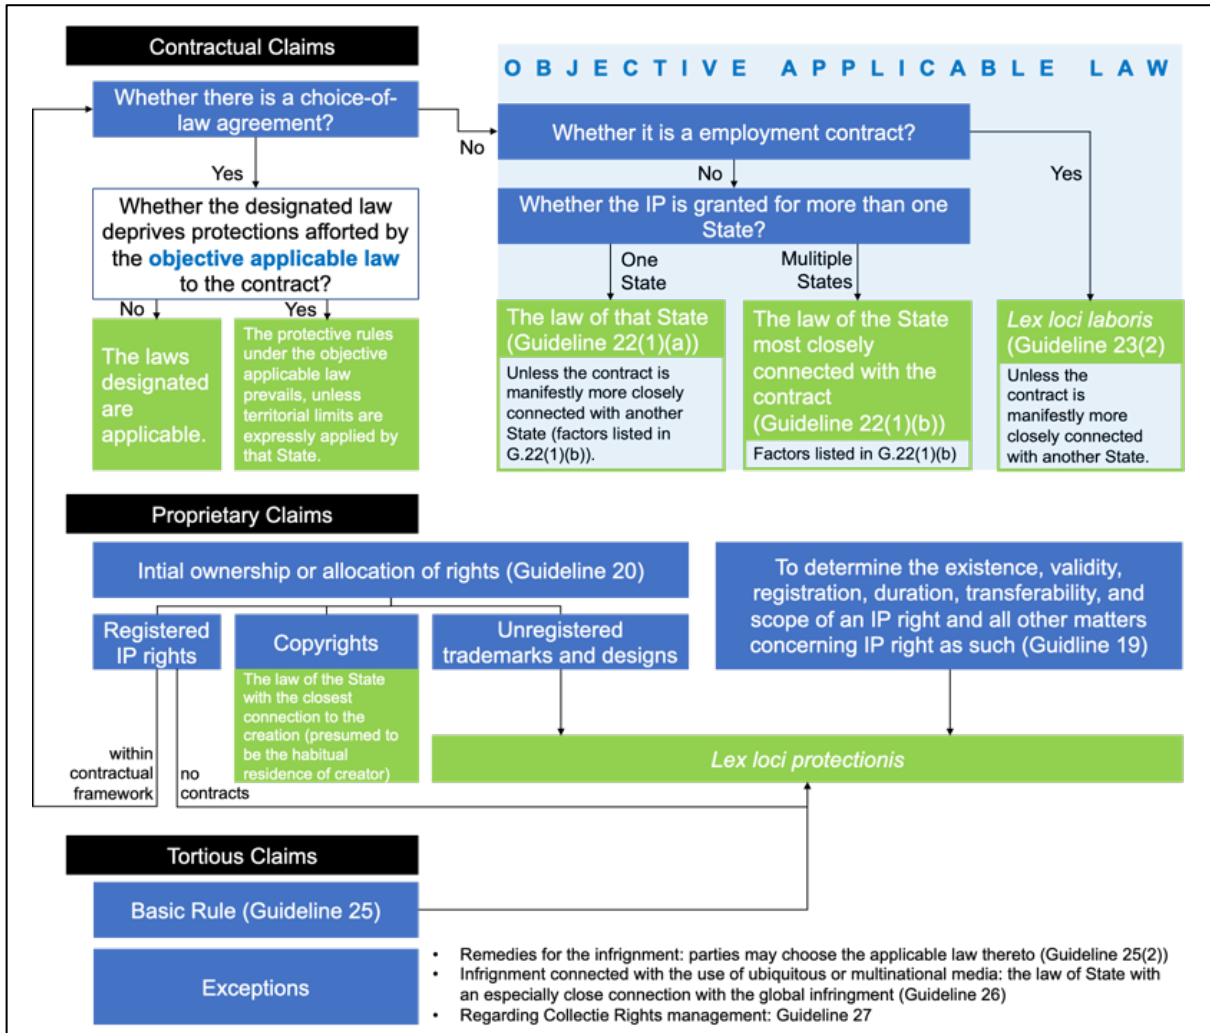 Contractual Claims
OBJECTIVE APPLICABLE LAW
Whether there is a choice-of-
law agreement?
No
Whether it is a employment contract?
Yes
No
Yes
Whether the designated law
deprives protections afforded by
the objective applicable law
to the contract?
Whether the IP is granted for more than one
State?
One
State
Mulitiple
States
No
Yes
The laws
designated
are
applicable.
The protective rules
under the objective
applicable law
prevails, unless
territorial limits are
expressly applied by
that State.
The law of that State
(Guideline 22(1)(a))
Unless the contract is
manifestly more closely
connected with another
State (factors listed in
G.22(1)(b)).
The law of the State
most closely
connected with the
contract
(Guideline 22(1)(b))
Factors listed in G.22(1)(b)
Lex loci laboris
(Guideline 23(2)
Unless the
contract is
manifestly more
closely connected
with another State.
Proprietary Claims
Intial ownership or allocation of rights (Guideline 20)
To determine the existence, validity,
registration, duration, transferability, and
scope of an IP right and all other matters
concerning IP right as such (Guidline 19)
Registered
IP rights
Copyrights
The law of the State
with the closest
connection to the
creation (presumed to
be the habitual
residence of creator)
Unregistered
trademarks and designs
Lex loci protectionis
within
contractual
framework
no
contracts
Tortious Claims
Basic Rule (Guideline 25)
Exceptions
• Remedies for the infrignment: parties may choose the applicable law thereto (Guideline 25(2))
• Infrignment connected with the use of ubiquitous or multinational media: the law of State with
an especially close connection with the global infringment (Guideline 26)
• Regarding Collectie Rights management: Guideline 27